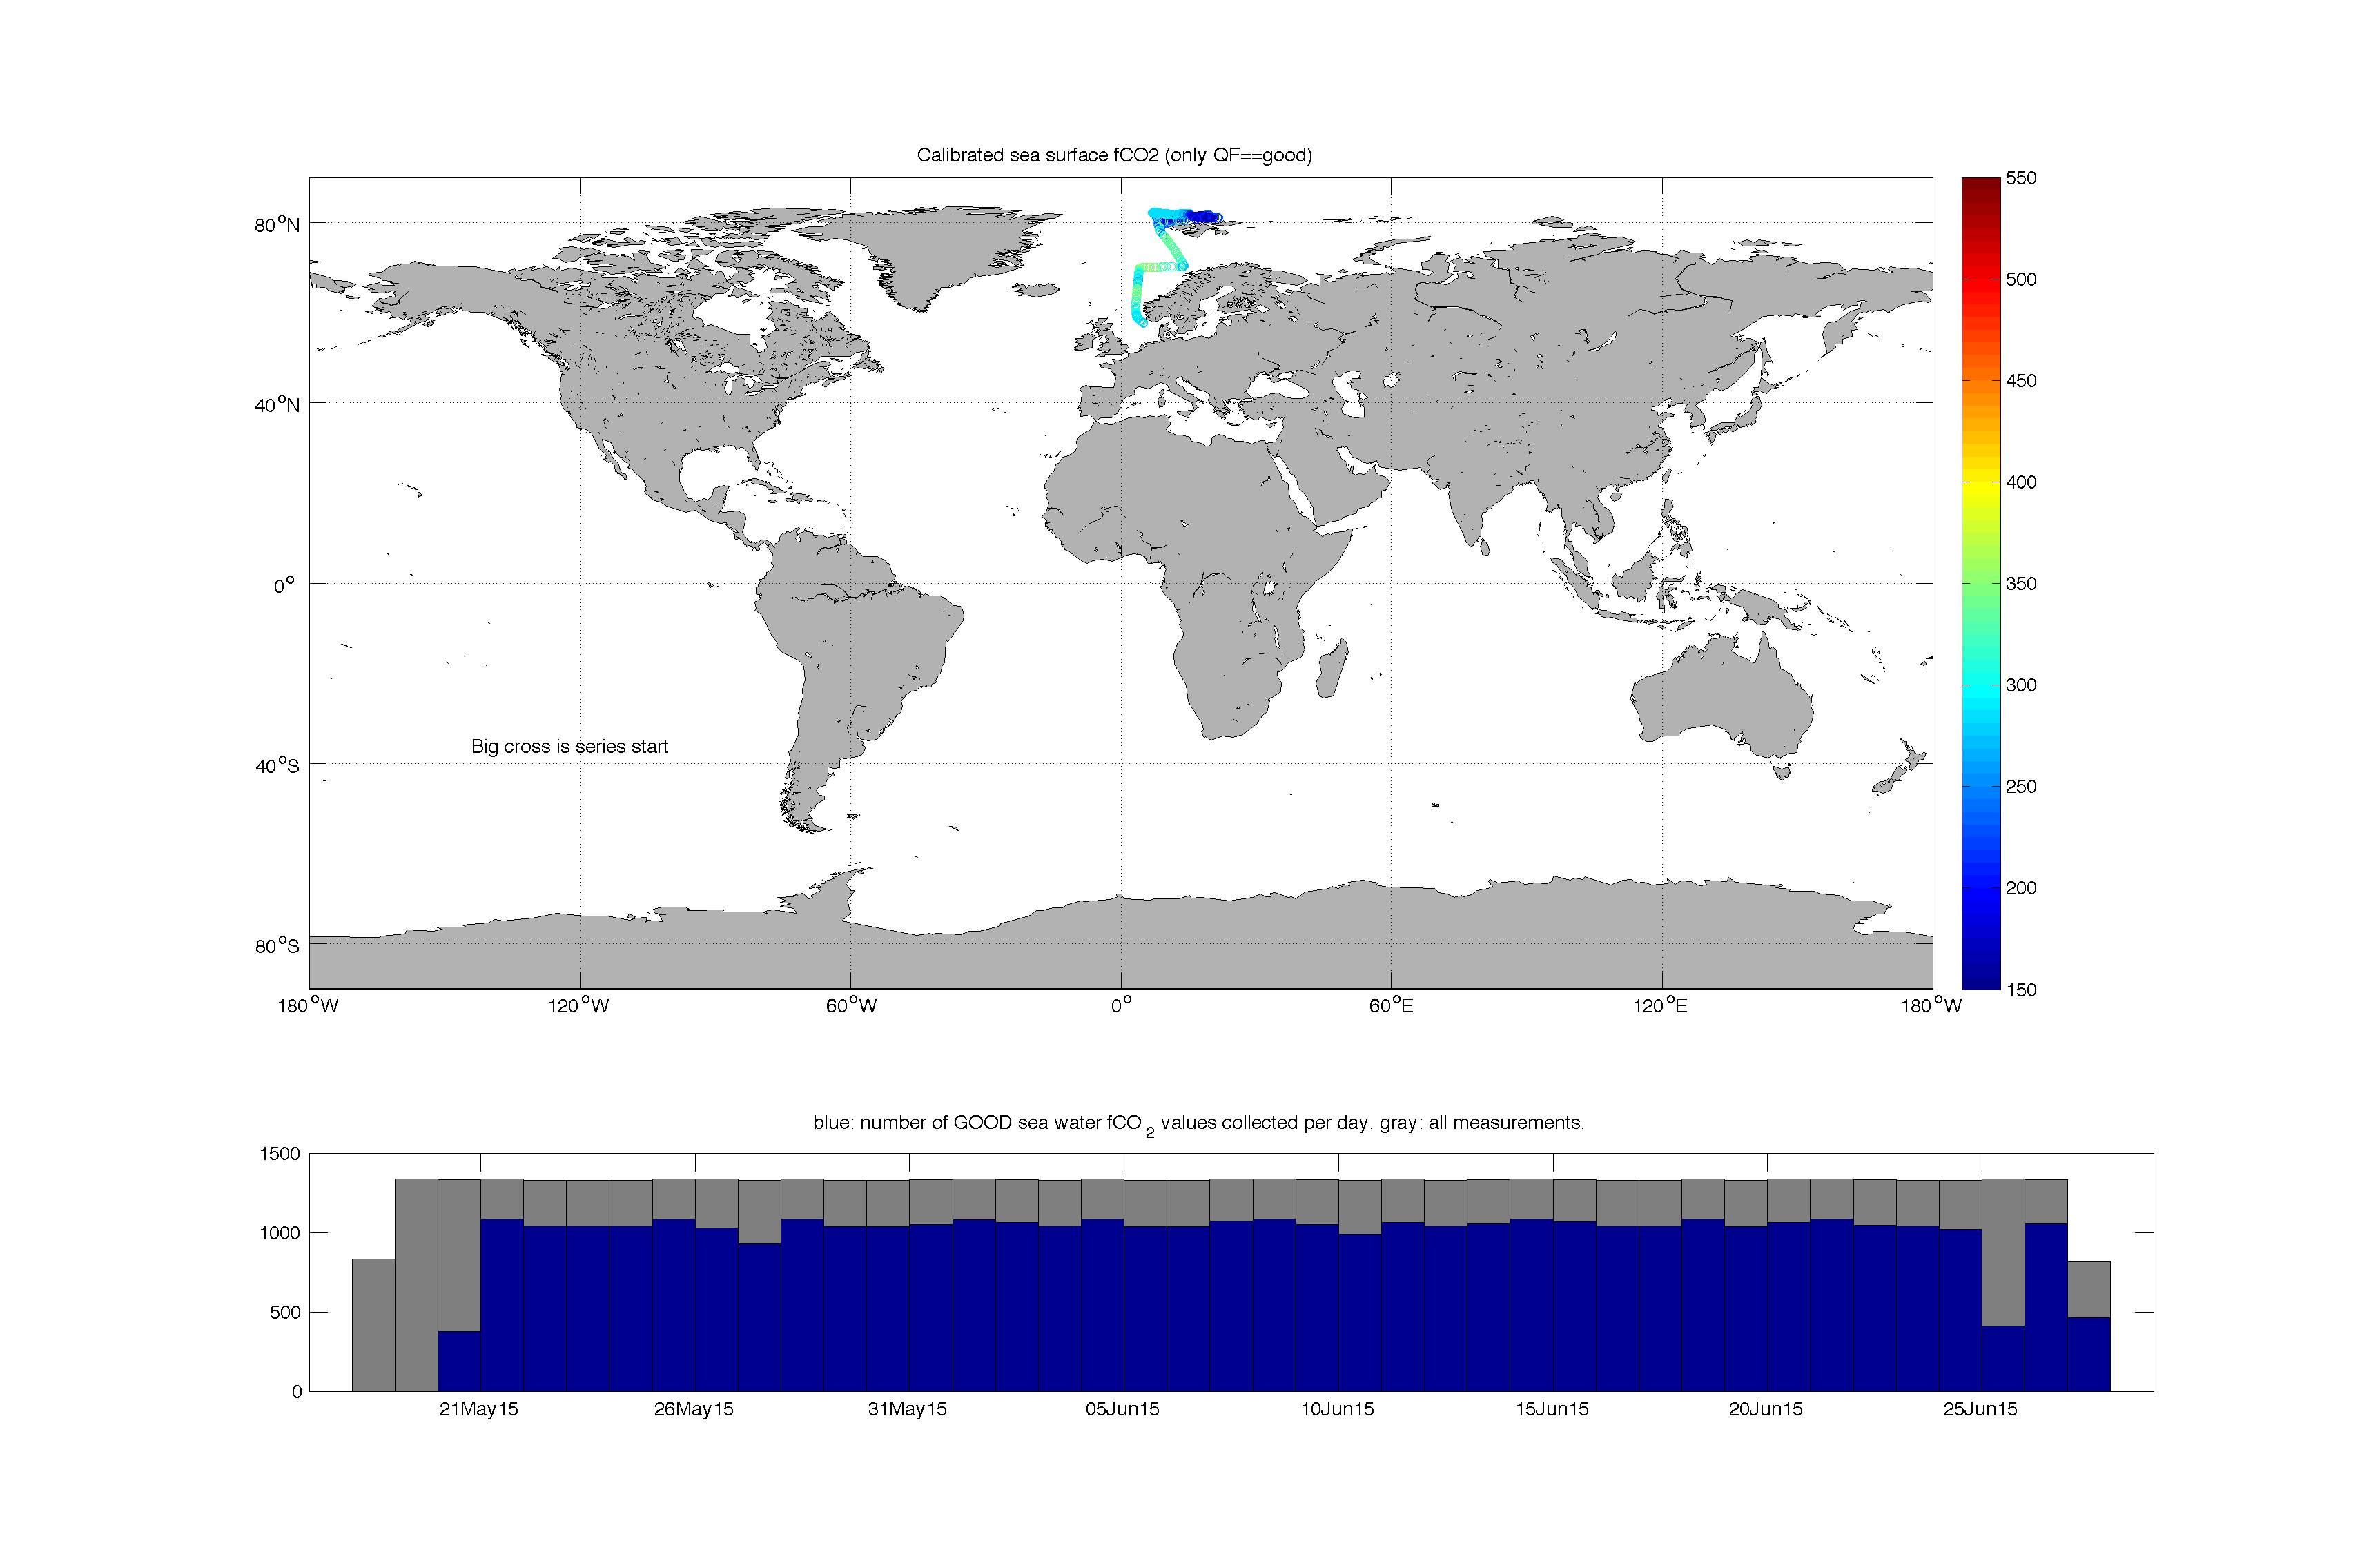 Calibrated sea surface fCO2 (only QF==good)
80°N
40°N
0°
40°S
80°S
180°W 120°W 60°W 0° 60°E 120°E 180°W
Big cross is series start
550
500
450
400
350
300
250
200
150
blue: number of GOOD sea water fCO2 values collected per day. gray: all measurements.
1500
1000
500
0
21May15 26May15 31May15 05Jun15 10Jun15 15Jun15 20Jun15 25Jun15